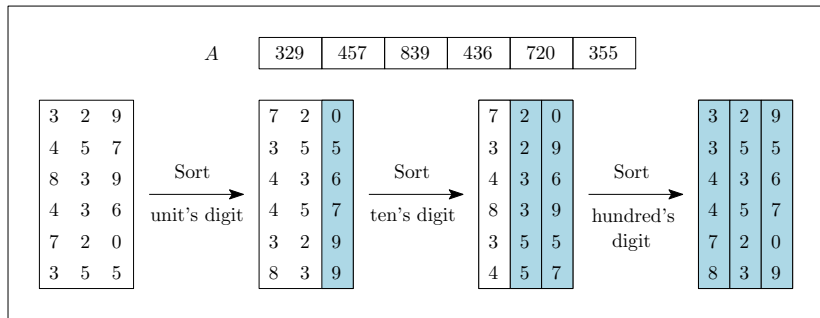 A 329 457 839 436 720 355
3 2 9 7 2 0 7 2 0 3 2 9
4 5 7 3 5 5 3 2 9 3 5 5
8 3 9 Sort 4 3 6 Sort 4 3 6 Sort 4 3 6
4 3 6 unit's digit 4 5 7 ten's digit 8 3 9 hundred's 4 5 7
7 2 0 3 2 9 3 5 5 digit 7 2 0
3 5 5 8 3 9 4 5 7 8 3 9